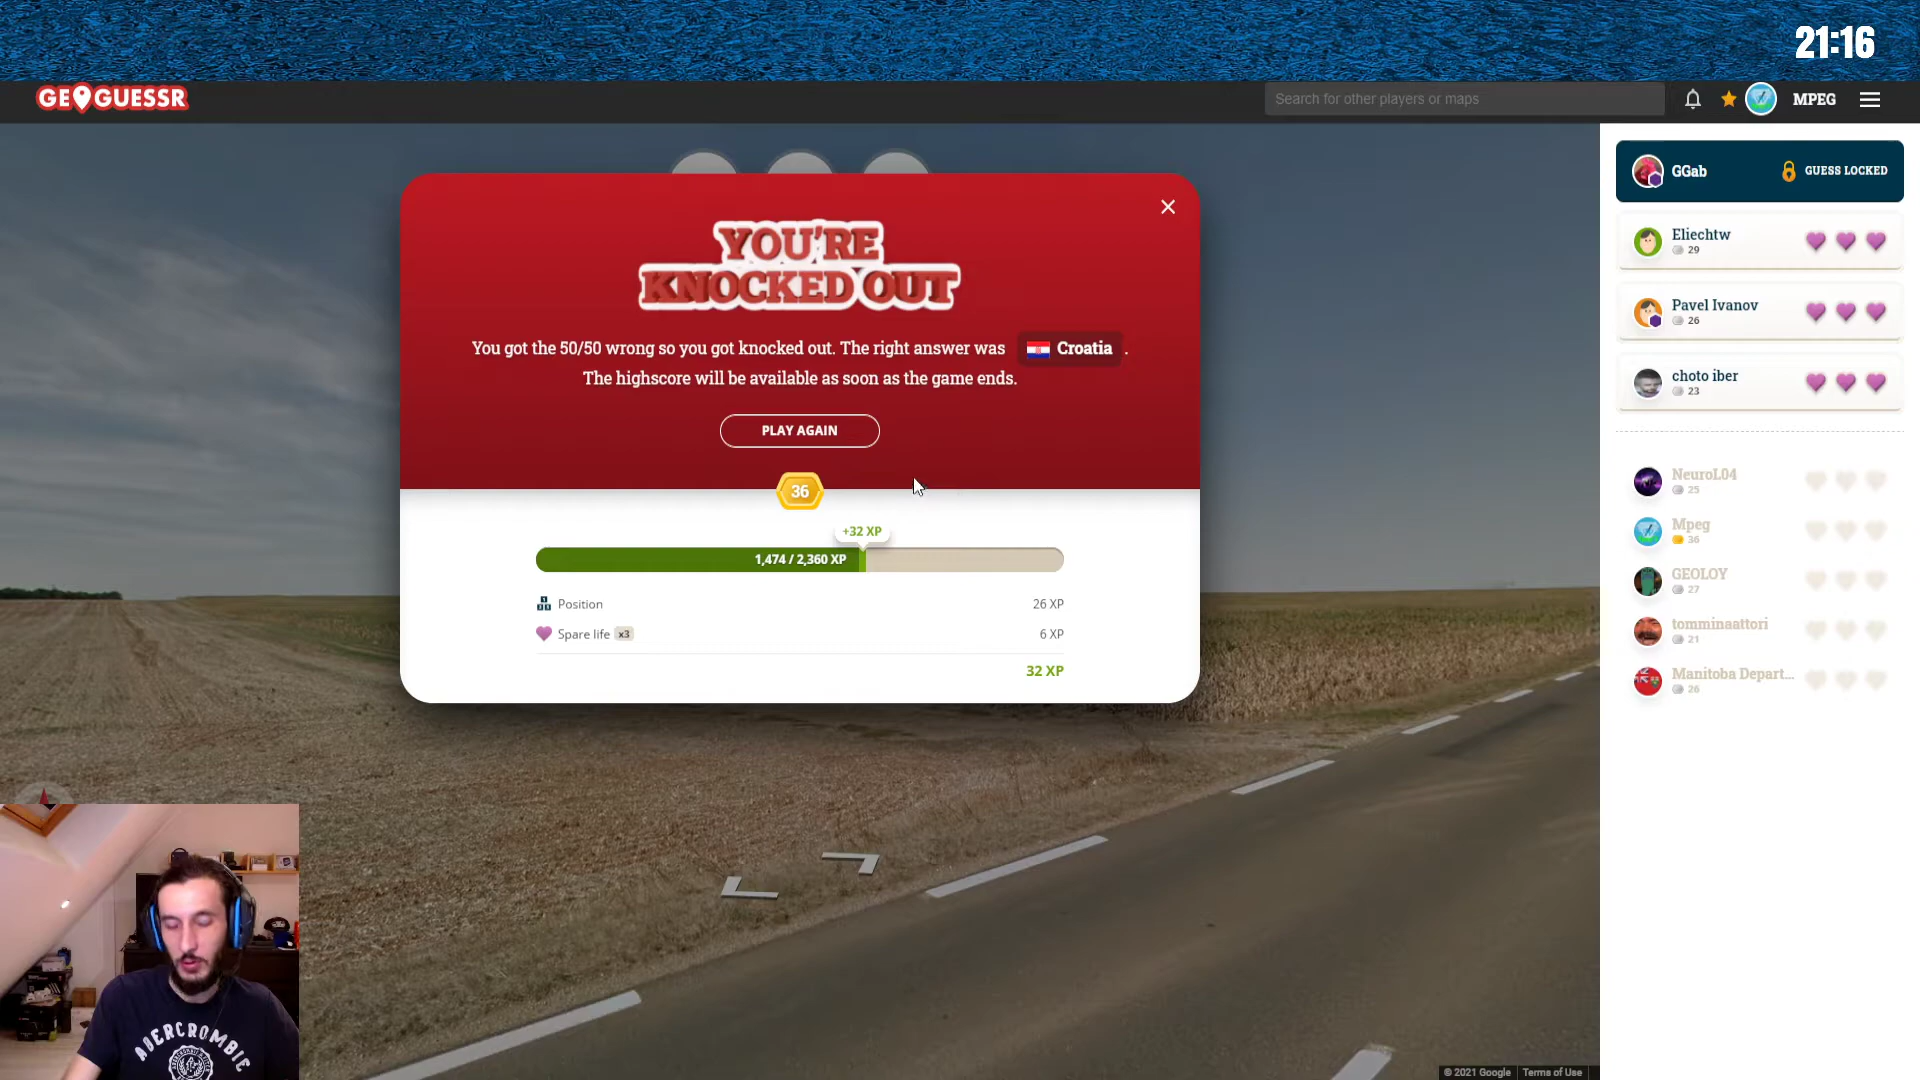 21:16
GEOGUESSR
Search for other players or maps
MPEG
YOU'RE
KNOCKED OUT
You got the 50/50 wrong so you got knocked out. The right answer was Croatia .
The highscore will be available as soon as the game ends.
PLAY AGAIN
36
+32 XP
1,474 / 2,360 XP
Position 26 XP
Spare life x3 6 XP
32 XP
GGab GUESS LOCKED
Eliechtw
29
Pavel Ivanov
26
choto iber
23
NeuroL04
25
Mpeg
36
GEOLOY
27
tomminaattori
21
Manitoba Depart...
26
ABERCROMBIE
© 2021 Google Terms of Use